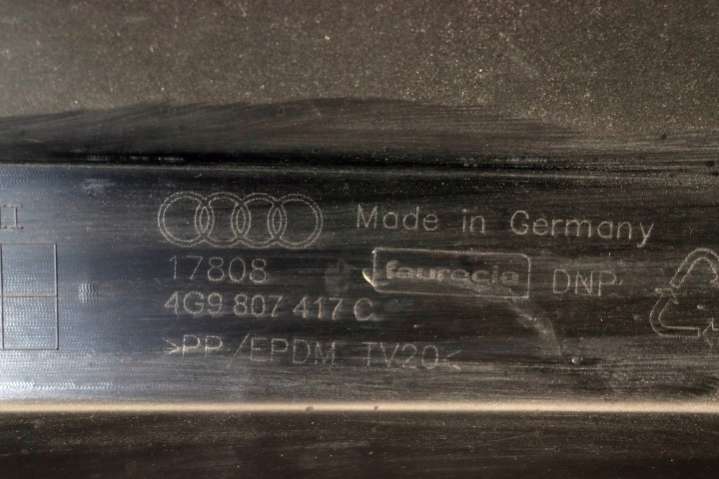 Made in Germany
17808 faurecia DNP
4G9 807 417 C
>PP/EPDM TV20<